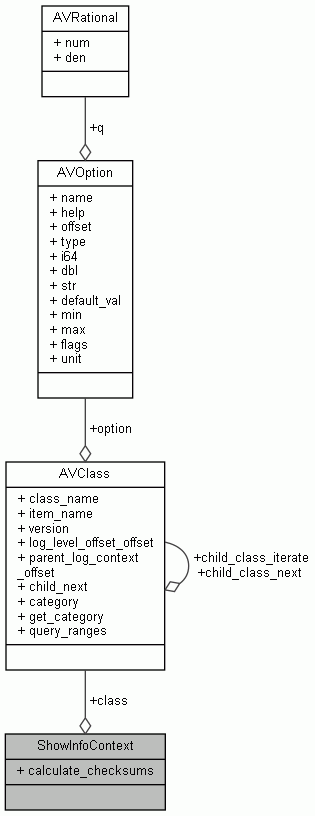 AVRational
+ num
+ den
+q
AVOption
+ name
+ help
+ offset
+ type
+ i64
+ dbl
+ str
+ default_val
+ min
+ max
+ flags
+ unit
+option
AVClass
+ class_name
+ item_name
+ version
+ log_level_offset_offset
+ parent_log_context
_offset
+ child_next
+ category
+ get_category
+ query_ranges
+child_class_iterate
+child_class_next
+class
ShowInfoContext
+ calculate_checksums